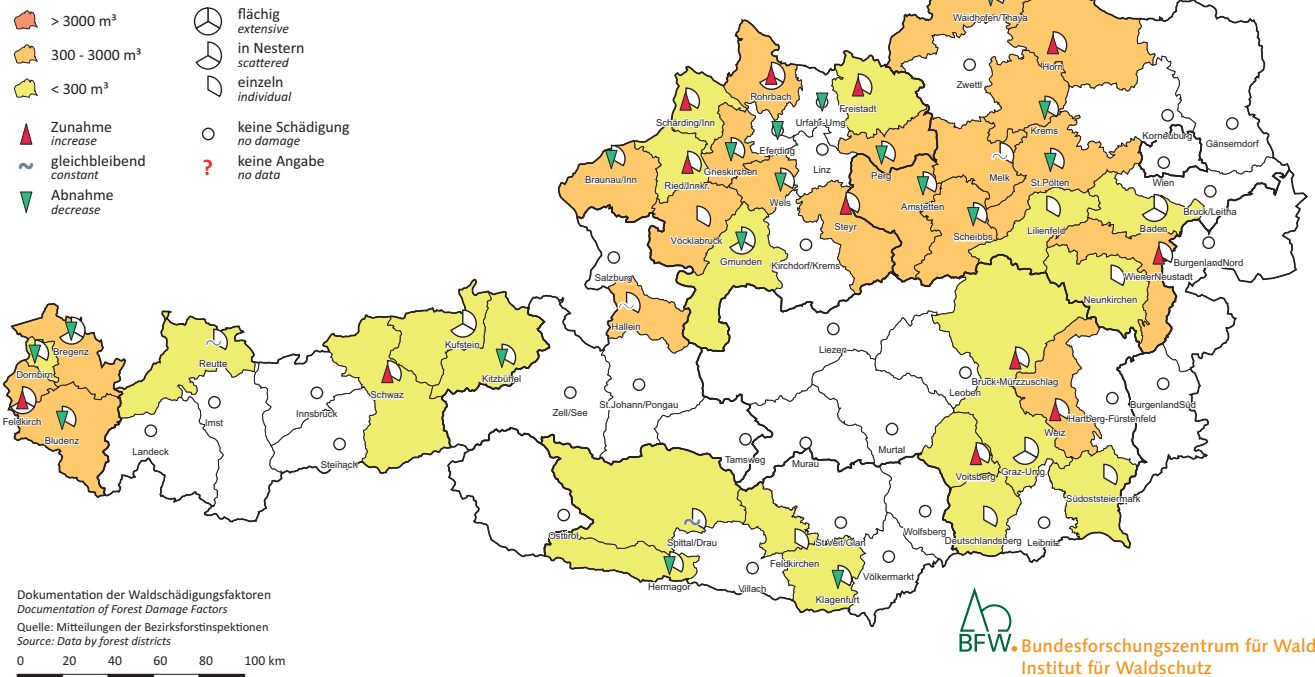 > 3000 m³
300 - 3000 m³
< 300 m³
Zunahme
increase
~ gleichbleibend
constant
Abnahme
decrease
flächig
extensive
in Nestern
scattered
einzeln
individual
keine Schädigung
no damage
? keine Angabe
no data
Waidhofen/Thaya
Zwettl
Horn
Rohrbach
Urfahr-Umg.
Freistadt
Schärding/Inn
Krems
Korneuburg
Gänserndorf
Eferding
Linz
Grieskirchen
Braunau/Inn
Ried/Innkr.
Perg
Melk
St.Pölten
Wien
Wels
Amstetten
Bruck/Leitha
Steyr
Lilienfeld
Baden
Vöcklabruck
Scheibbs
Gmunden
Kirchdorf/Krems
BurgenlandNord
WienerNeustadt
Salzburg
Neunkirchen
Hallein
Bregenz
Kufstein
Liezen
Reutte
Dornbirn
Kitzbühel
Bruck-Mürzzuschlag
Schwaz
Leoben
Innsbruck
Zell/See
St.Johann/Pongau
BurgenlandSüd
Feldkirch
Imst
Hartberg-Fürstenfeld
Bludenz
Weiz
Landeck
Steinach
Tamsweg
Murau
Murtal
Voitsberg
Graz-Umg.
Südoststeiermark
Osttirol
Spittal/Drau
St.Veit/Glan
Wolfsberg
Deutschlandsberg
Leibnitz
Feldkirchen
Hermagor
Villach
Völkermarkt
Klagenfurt
Dokumentation der Waldschädigungsfaktoren
Documentation of Forest Damage Factors
Quelle: Mitteilungen der Bezirksforstinspektionen
Source: Data by forest districts
0 20 40 60 80 100 km
BFW
Bundesforschungszentrum für Wald
Institut für Waldschutz